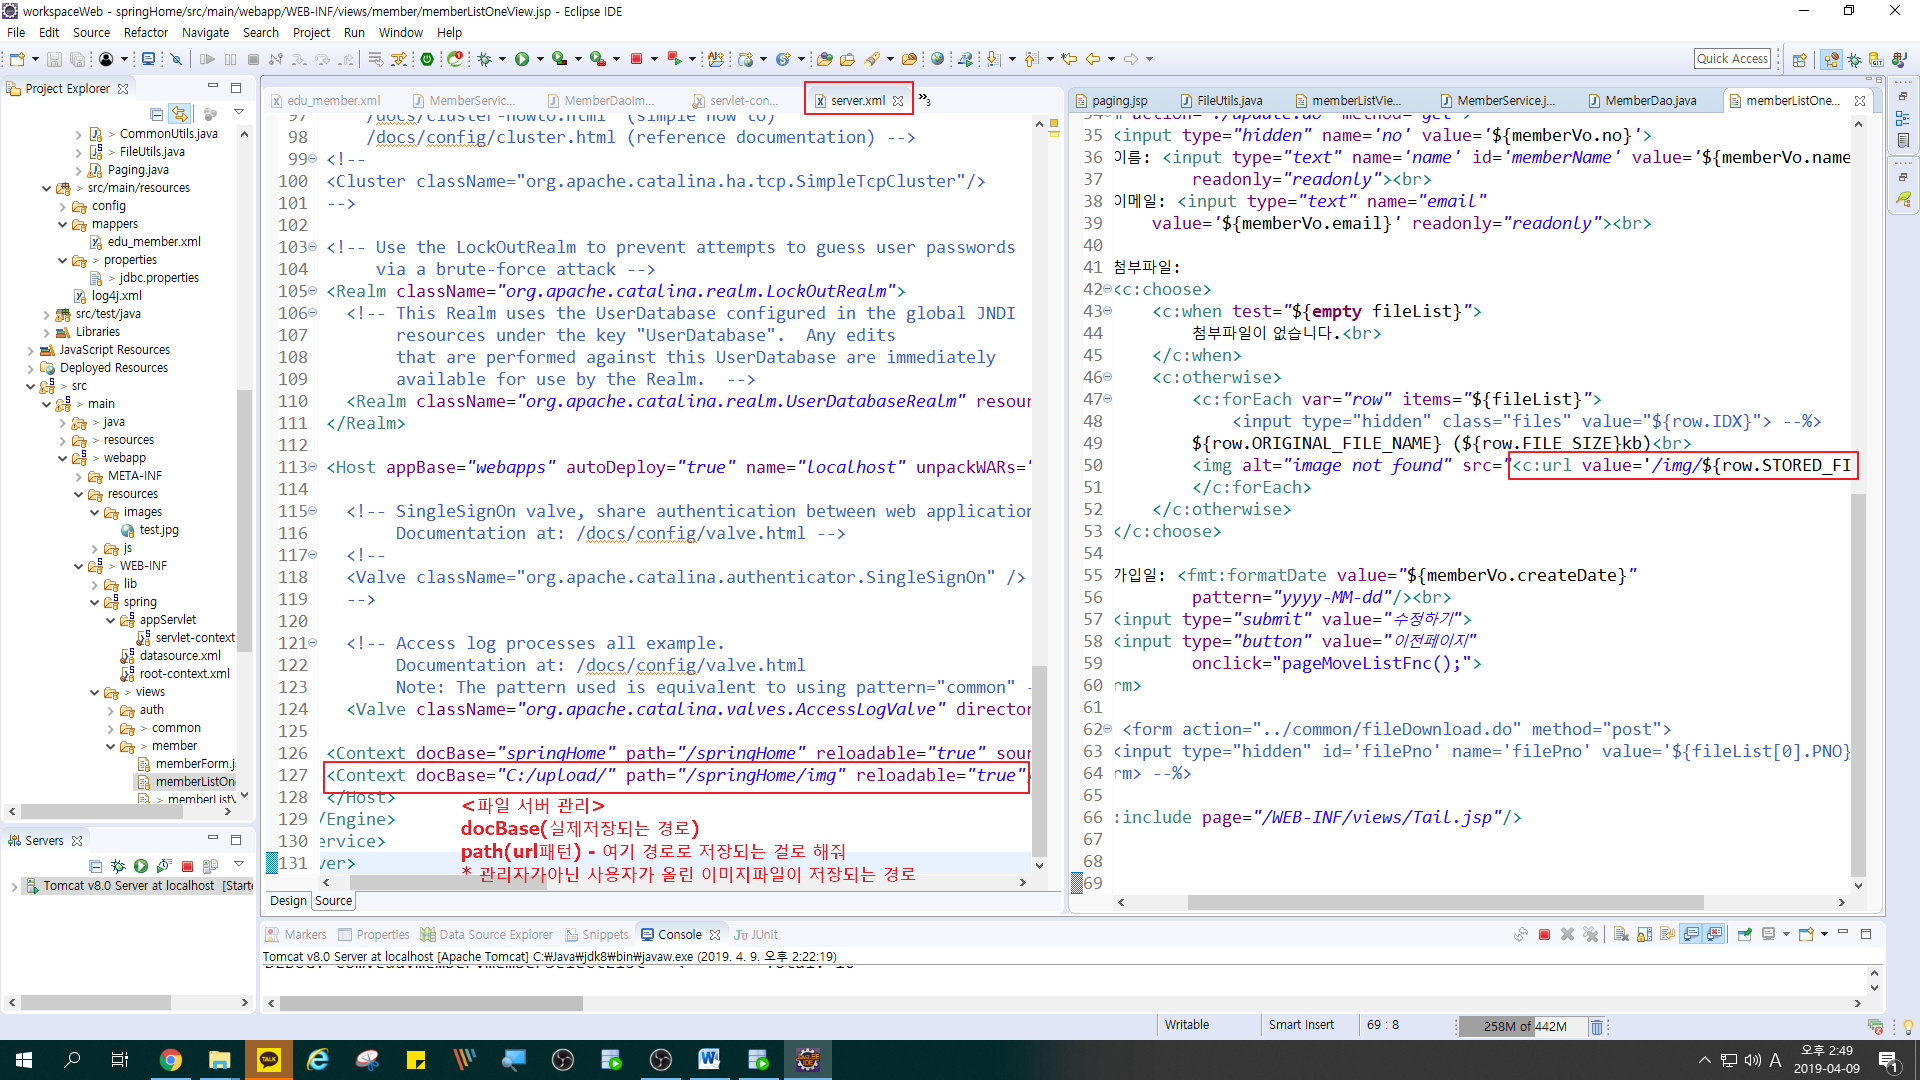 workspaceWeb - springHome/src/main/webapp/WEB-INF/views/member/memberListOneView.jsp - Eclipse IDE
File Edit Source Refactor Navigate Search Project Run Window Help
Quick Access
Project Explorer
CommonUtils.java
FileUtils.java
Paging.java
src/main/resources
config
mappers
edu_member.xml
properties
jdbc.properties
log4j.xml
src/test/java
Libraries
JavaScript Resources
Deployed Resources
src
main
java
resources
webapp
META-INF
resources
images
test.jpg
js
WEB-INF
lib
spring
appServlet
servlet-context
datasource.xml
root-context.xml
views
auth
common
member
memberForm.j
memberListOn
memberListV
Servers
Tomcat v8.0 Server at localhost [Starte
edu_member.xml MemberServic... MemberDaoIm... servlet-con... server.xml »3
97 /docs/cluster-howto.html (simple how to)
98 /docs/config/cluster.html (reference documentation) -->
99 <!--
100 <Cluster className="org.apache.catalina.ha.tcp.SimpleTcpCluster"/>
101 -->
102
103 <!-- Use the LockOutRealm to prevent attempts to guess user passwords
104 via a brute-force attack -->
105 <Realm className="org.apache.catalina.realm.LockOutRealm">
106 <!-- This Realm uses the UserDatabase configured in the global JNDI
107 resources under the key "UserDatabase". Any edits
108 that are performed against this UserDatabase are immediately
109 available for use by the Realm. -->
110 <Realm className="org.apache.catalina.realm.UserDatabaseRealm" resour
111 </Realm>
112
113 <Host appBase="webapps" autoDeploy="true" name="localhost" unpackWARs="
114
115 <!-- SingleSignOn valve, share authentication between web application
116 Documentation at: /docs/config/valve.html -->
117 <!--
118 <Valve className="org.apache.catalina.authenticator.SingleSignOn" />
119 -->
120
121 <!-- Access log processes all example.
122 Documentation at: /docs/config/valve.html
123 Note: The pattern used is equivalent to using pattern="common" -
124 <Valve className="org.apache.catalina.valves.AccessLogValve" director
125
126 <Context docBase="springHome" path="/springHome" reloadable="true" sour
127 <Context docBase="C:/upload/" path="/springHome/img" reloadable="true"
128 </Host>
129 /Engine>
130 ervice>
131 ver>
<파일 서버 관리>
docBase(실제저장되는 경로)
path(url패턴) - 여기 경로로 저장되는 걸로 해줘
* 관리자가아닌 사용자가 올린 이미지파일이 저장되는 경로
Design Source
paging.jsp FileUtils.java memberListVie... MemberService.j... MemberDao.java memberListOne...
34 m action="./update.do" method="get">
35 <input type="hidden" name='no' value='${memberVo.no}'>
36 이름: <input type="text" name='name' id='memberName' value='${memberVo.name
37 readonly="readonly"><br>
38 이메일: <input type="text" name="email"
39 value='${memberVo.email}' readonly="readonly"><br>
40
41 첨부파일:
42 <c:choose>
43 <c:when test="${empty fileList}">
44 첨부파일이 없습니다.<br>
45 </c:when>
46 <c:otherwise>
47 <c:forEach var="row" items="${fileList}">
48 <input type="hidden" class="files" value="${row.IDX}"> --%>
49 ${row.ORIGINAL_FILE_NAME} (${row.FILE_SIZE}kb)<br>
50 <img alt="image not found" src="<c:url value='/img/${row.STORED_FI
51 </c:forEach>
52 </c:otherwise>
53 </c:choose>
54
55 가입일: <fmt:formatDate value="${memberVo.createDate}"
56 pattern="yyyy-MM-dd"/><br>
57 <input type="submit" value="수정하기">
58 <input type="button" value="이전페이지"
59 onclick="pageMoveListFnc();">
60 rm>
61
62 <form action="../common/fileDownload.do" method="post">
63 <input type="hidden" id='filePno' name='filePno' value='${fileList[0].PNO}
64 rm> --%>
65
66 :include page="/WEB-INF/views/Tail.jsp"/>
67
68
69
Markers Properties Data Source Explorer Snippets Console JUnit
Tomcat v8.0 Server at localhost [Apache Tomcat] C:₩Java₩jdk8₩bin₩javaw.exe (2019. 4. 9. 오후 2:22:19)
Writable Smart Insert 69 : 8 258M of 442M
TALK
A 오후 2:49
2019-04-09
1